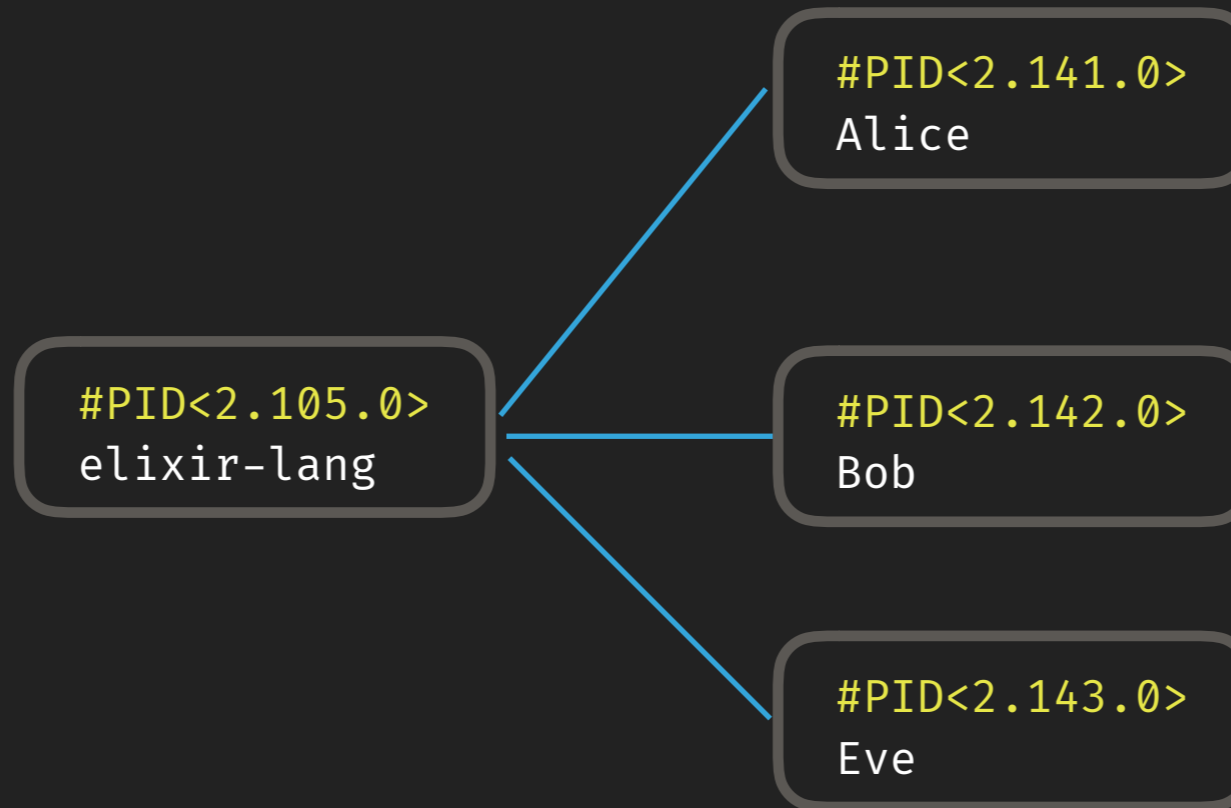 #PID<2.141.0>
Alice
#PID<2.105.0>
elixir-lang
#PID<2.142.0>
Bob
#PID<2.143.0>
Eve